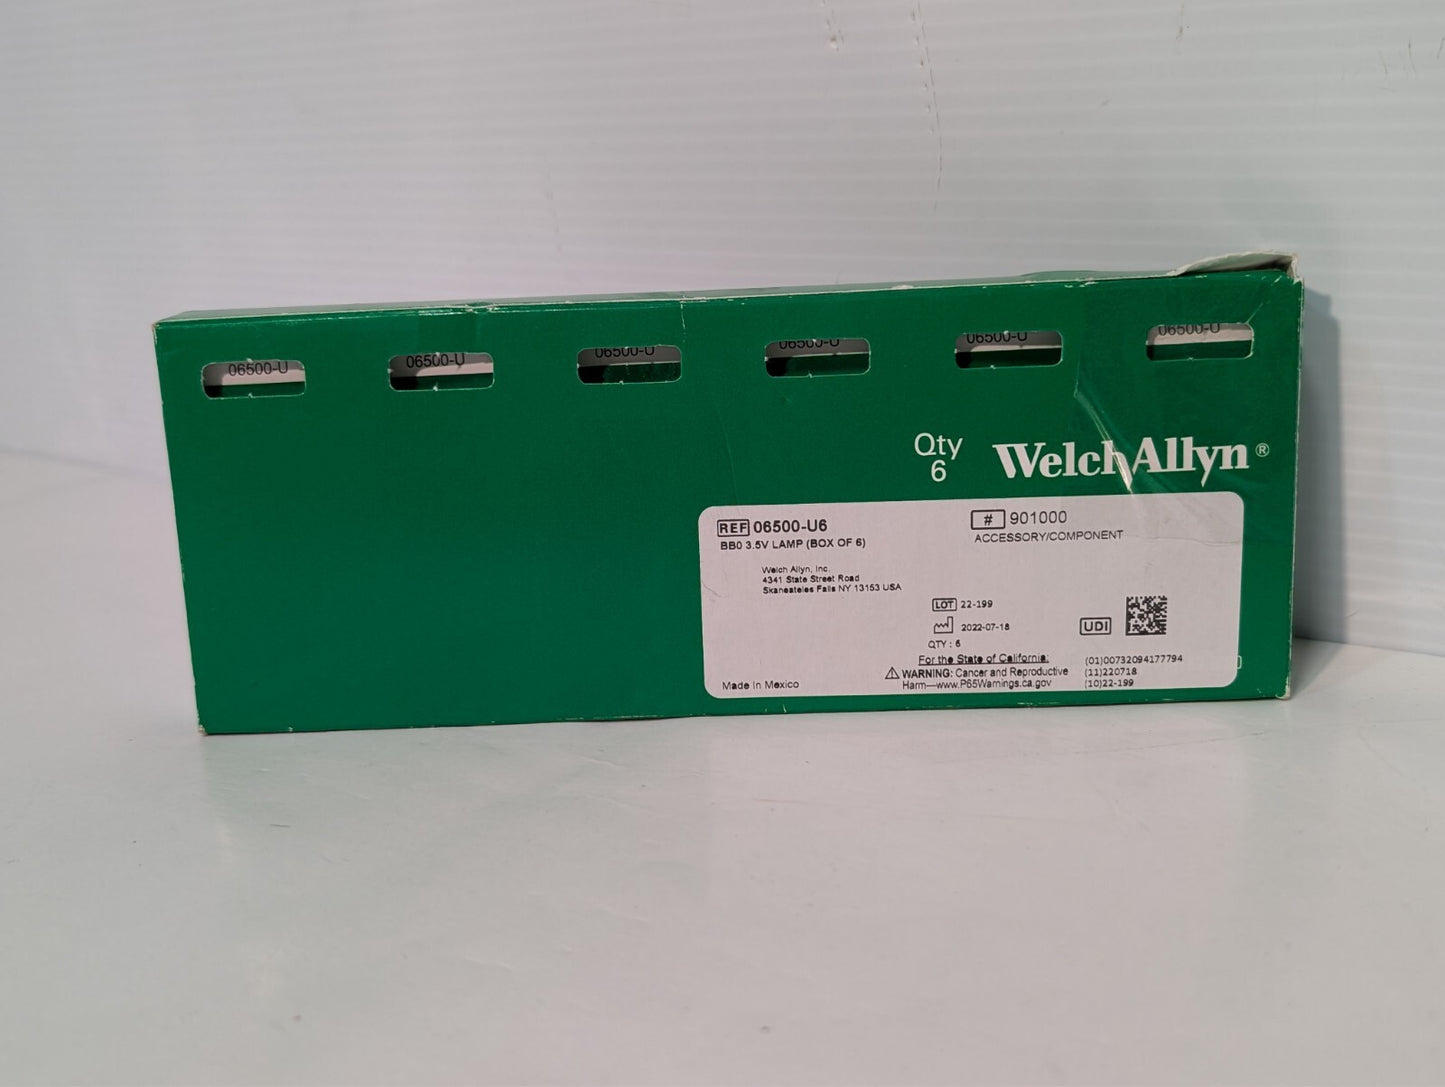 06500-U 06500-U 06500-U 06500-U 06500-U 06500-U
Qty
6
WelchAllyn®
REF 06500-U6
BB0 3.5V LAMP (BOX OF 6)
# 901000
ACCESSORY/COMPONENT
Welch Allyn, Inc.
4341 State Street Road
Skaneateles Falls NY 13153 USA
LOT 22-199
2022-07-18
QTY : 6
UDI
For the State of California:
⚠ WARNING: Cancer and Reproductive
Harm—www.P65Warnings.ca.gov
(01)00732094177794
(11)220718
(10)22-199
Made In Mexico